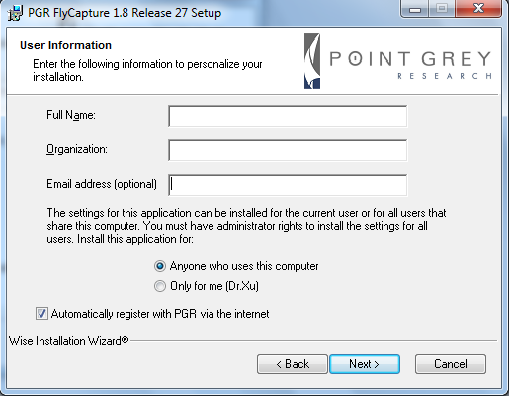 PGR FlyCapture 1.8 Release 27 Setup
User Information
Enter the following information to personalize your
installation.
POINT GREY
RESEARCH
Full Name:
Organization:
Email address (optional)
The settings for this application can be installed for the current user or for all users that
share this computer. You must have administrator rights to install the settings for all
users. Install this application for:
Anyone who uses this computer
Only for me (Dr.Xu)
Automatically register with PGR via the internet
Wise Installation Wizard®
< Back
Next >
Cancel